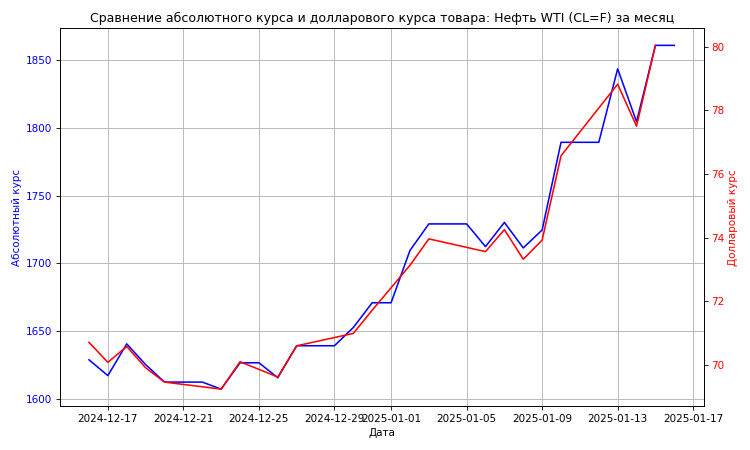 Сравнение абсолютного курса и долларового курса товара: Нефть WTI (CL=F) за месяц
Абсолютный курс
1850
1800
1750
1700
1650
1600
80
78
76
74
72
70
Долларовый курс
2024-12-17 2024-12-21 2024-12-25 2024-12-29 2025-01-01 2025-01-05 2025-01-09 2025-01-13 2025-01-17
Дата